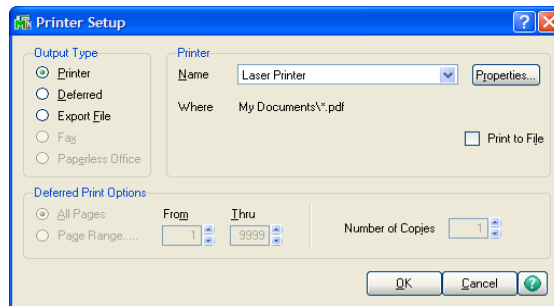 Printer Setup
Output Type
Printer
Deferred
Export File
Fax
Paperless Office
Printer
Name Laser Printer Properties...
Where My Documents\*.pdf
Print to File
Deferred Print Options
All Pages From Thru
Page Range..... 1 9999 Number of Copies 1
OK Cancel